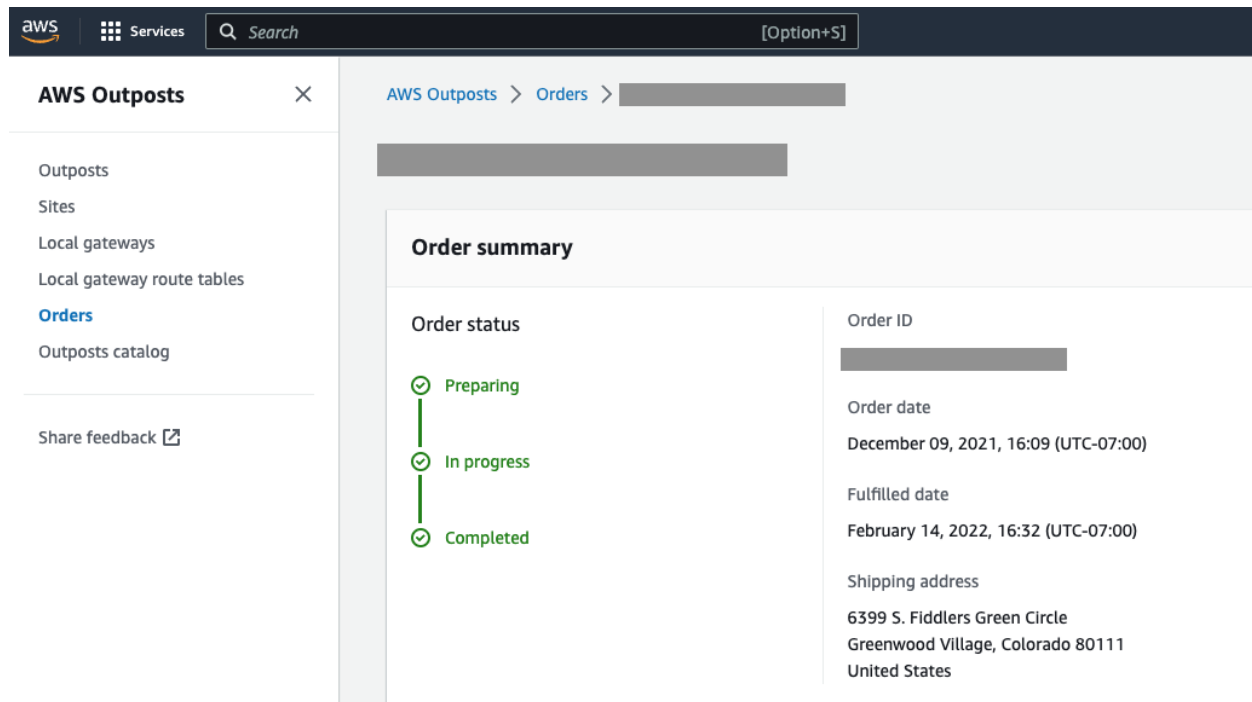 aws
Services
Search
[Option+S]
AWS Outposts
Outposts
Sites
Local gateways
Local gateway route tables
Orders
Outposts catalog
Share feedback
AWS Outposts > Orders >
Order summary
Order status
Preparing
In progress
Completed
Order ID
Order date
December 09, 2021, 16:09 (UTC-07:00)
Fulfilled date
February 14, 2022, 16:32 (UTC-07:00)
Shipping address
6399 S. Fiddlers Green Circle
Greenwood Village, Colorado 80111
United States